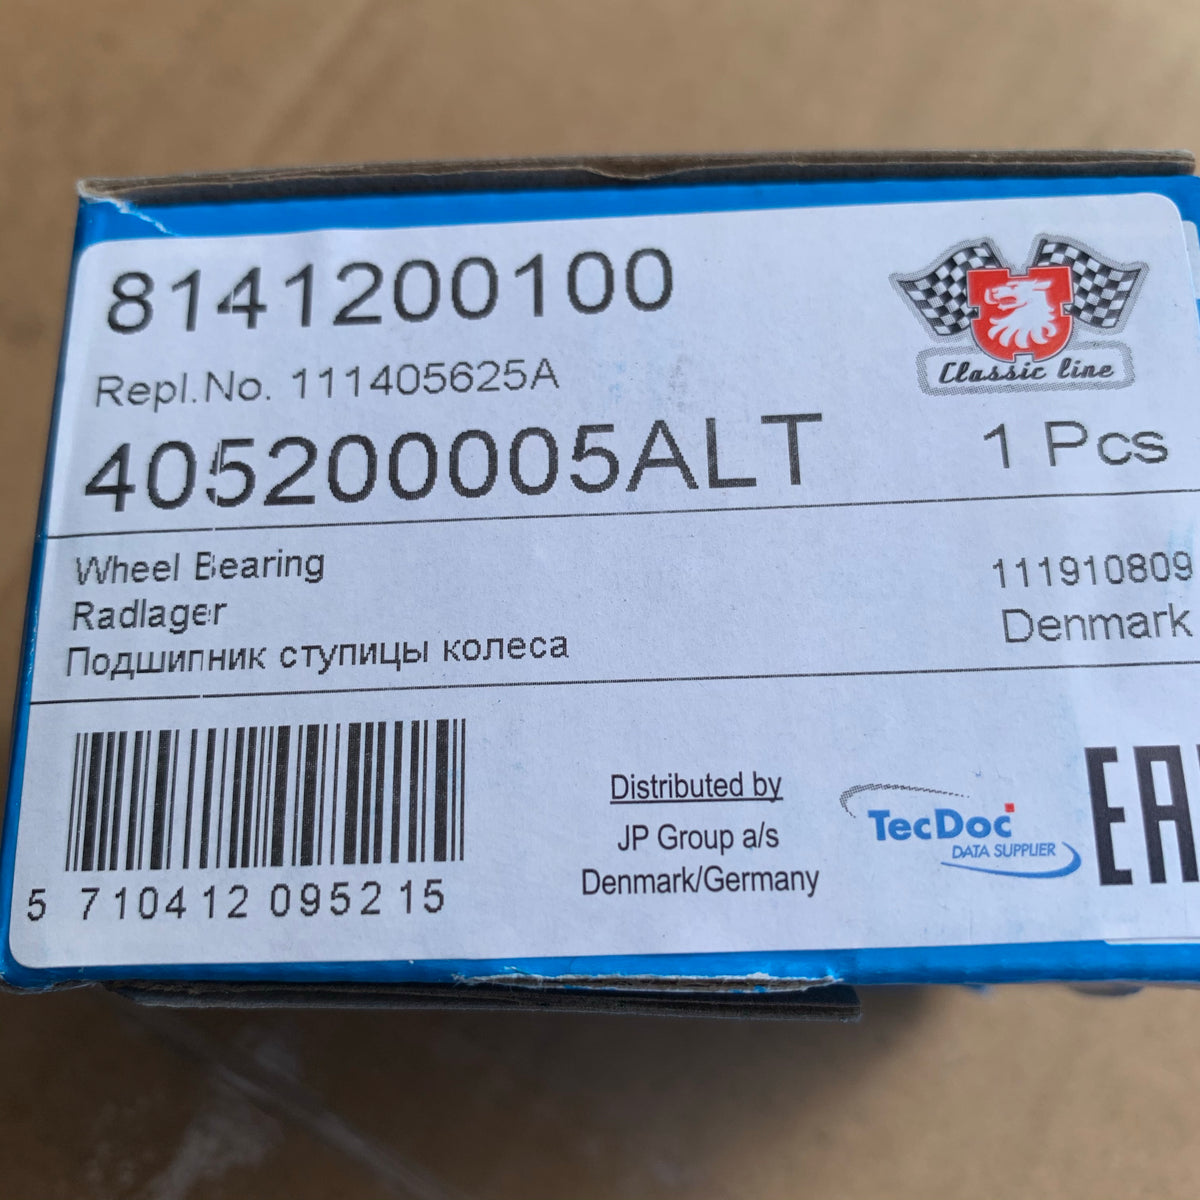 8141200100
Repl.No. 111405625A
405200005ALT
1 Pcs
Classic line
Wheel Bearing
Radlager
Подшипник ступицы колеса
111910809
Denmark
5 710412 095215
Distributed by
JP Group a/s
Denmark/Germany
TecDoc
DATA SUPPLIER
EA